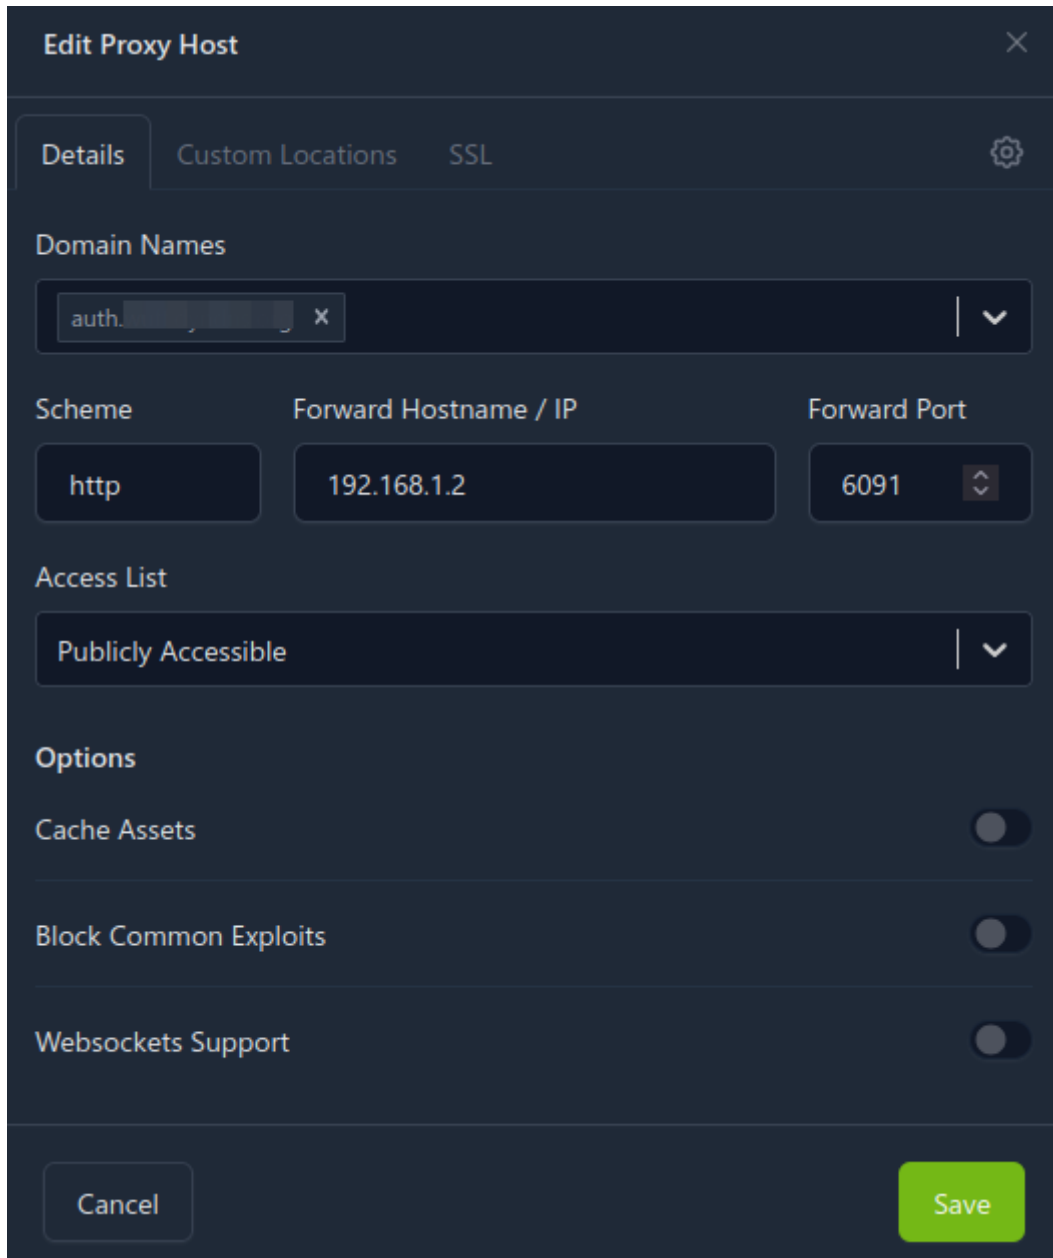 Edit Proxy Host
Details Custom Locations SSL
Domain Names
auth.
Scheme Forward Hostname / IP Forward Port
http 192.168.1.2 6091
Access List
Publicly Accessible
Options
Cache Assets
Block Common Exploits
Websockets Support
Cancel Save